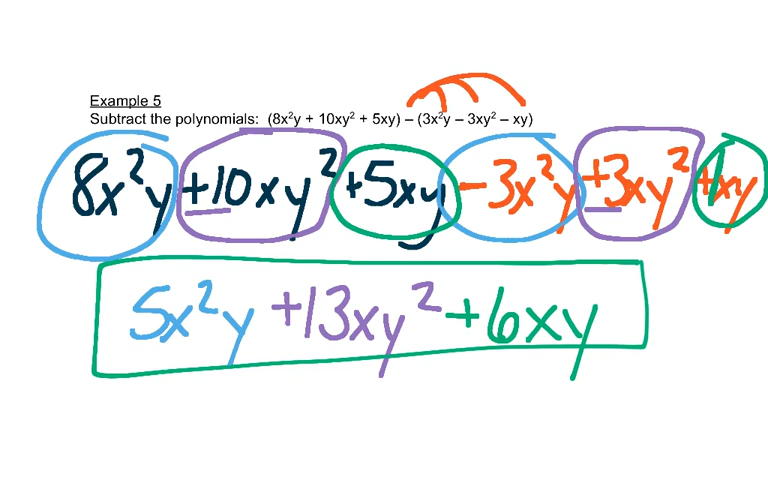 Example 5
Subtract the polynomials: (8x²y + 10xy² + 5xy) – (3x²y – 3xy² – xy)
8x²y +10xy² +5xy -3x²y +3xy² +1xy
5x²y +13xy² +6xy